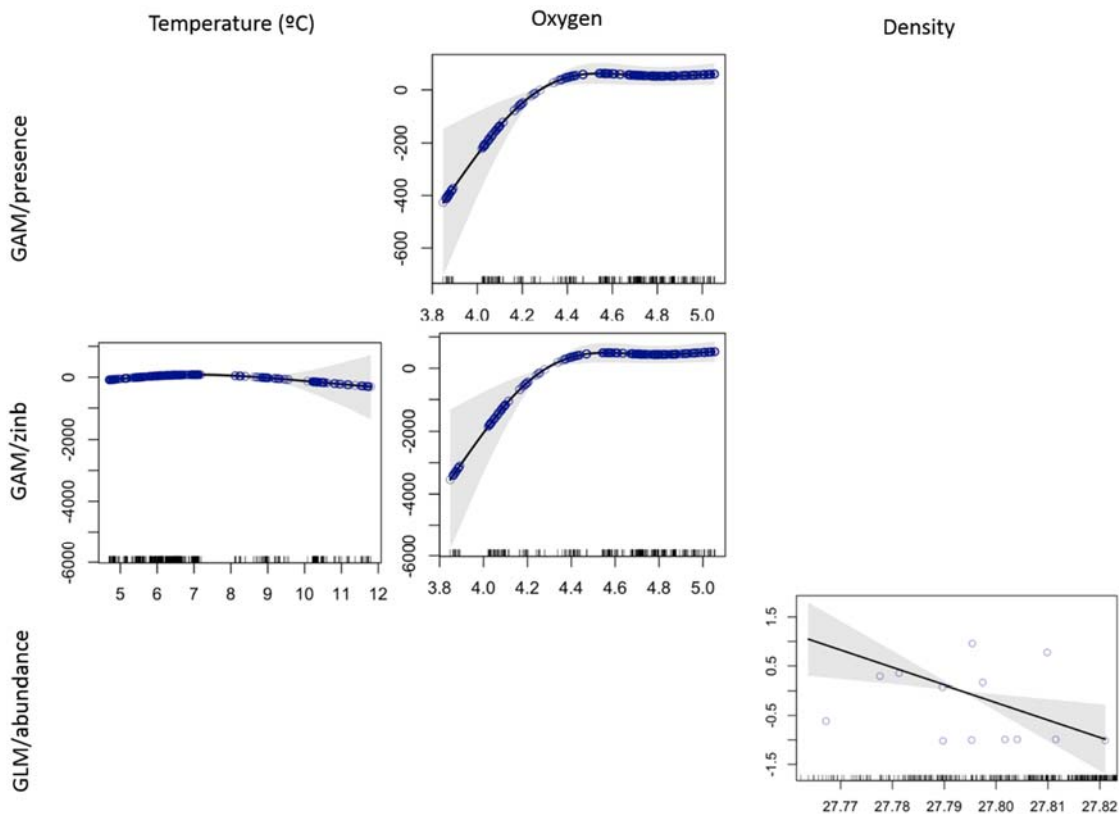 Temperature (ºC)
Oxygen
Density
GAM/presence
0
-200
-400
-600
3.8 4.0 4.2 4.4 4.6 4.8 5.0
GAM/zinb
0
-2000
-4000
-6000
5 6 7 8 9 10 11 12
0
-2000
-4000
-6000
3.8 4.0 4.2 4.4 4.6 4.8 5.0
GLM/abundance
1.5
0.5
-0.5
-1.5
27.77 27.78 27.79 27.80 27.81 27.82